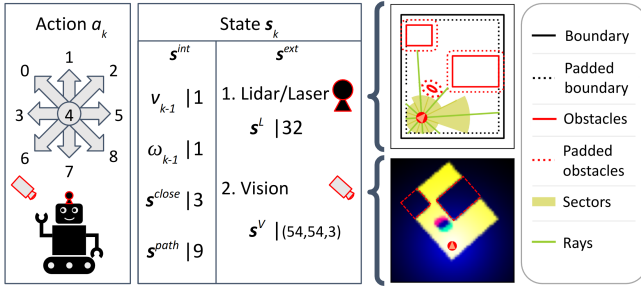 Action a_k
0 1 2
3 4 5
6 7 8
State s_k
s^int
v_{k-1} |1
ω_{k-1} |1
s^close |3
s^path |9
s^ext
1. Lidar/Laser
s^L |32
2. Vision
s^V |(54,54,3)
Boundary
Padded
boundary
Obstacles
Padded
obstacles
Sectors
Rays